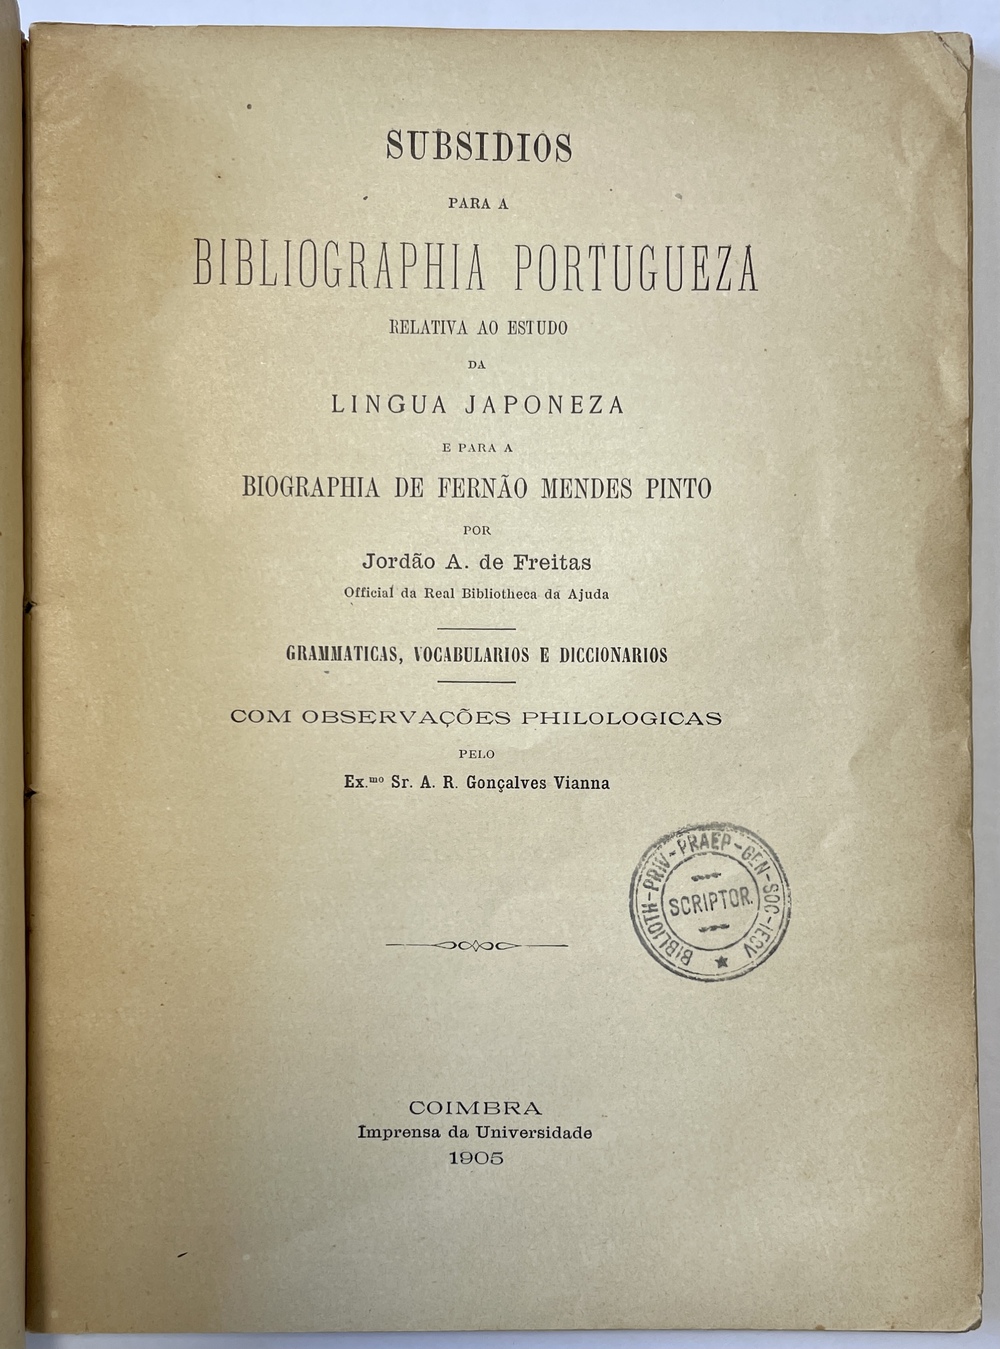 SUBSIDIOS
PARA A
BIBLIOGRAPHIA PORTUGUEZA
RELATIVA AO ESTUDO
DA
LINGUA JAPONEZA
E PARA A
BIOGRAPHIA DE FERNÃO MENDES PINTO
POR
Jordão A. de Freitas
Official da Real Bibliotheca da Ajuda
GRAMMATICAS, VOCABULARIOS E DICCIONARIOS
COM OBSERVAÇÕES PHILOLOGICAS
PELO
Ex.mo Sr. A. R. Gonçalves Vianna
BIBLIOTH-PRIV-PRAEP-GEN-SOC-IESV
SCRIPTOR.
COIMBRA
Imprensa da Universidade
1905